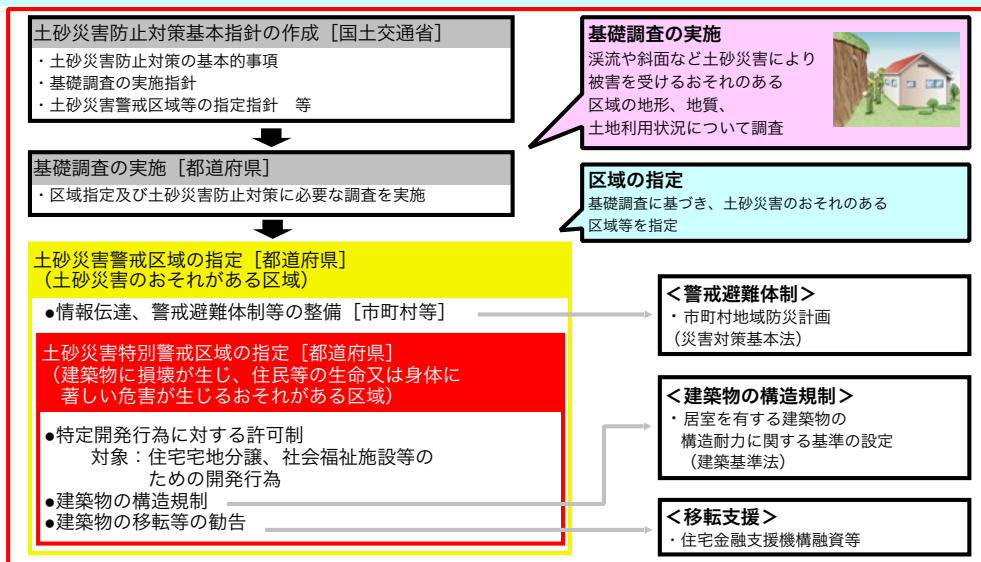 土砂災害防止対策基本指針の作成［国土交通省］
・土砂災害防止対策の基本的事項
・基礎調査の実施指針
・土砂災害警戒区域等の指定指針　等
基礎調査の実施［都道府県］
・区域指定及び土砂災害防止対策に必要な調査を実施
土砂災害警戒区域の指定［都道府県］
（土砂災害のおそれがある区域）
●情報伝達、警戒避難体制等の整備［市町村等］
土砂災害特別警戒区域の指定［都道府県］
（建築物に損壊が生じ、住民等の生命又は身体に
著しい危害が生じるおそれがある区域）
●特定開発行為に対する許可制
対象：住宅宅地分譲、社会福祉施設等の
ための開発行為
●建築物の構造規制
●建築物の移転等の勧告
基礎調査の実施
渓流や斜面など土砂災害により
被害を受けるおそれのある
区域の地形、地質、
土地利用状況について調査
区域の指定
基礎調査に基づき、土砂災害のおそれのある
区域等を指定
＜警戒避難体制＞
・市町村地域防災計画
（災害対策基本法）
＜建築物の構造規制＞
・居室を有する建築物の
構造耐力に関する基準の設定
（建築基準法）
＜移転支援＞
・住宅金融支援機構融資等